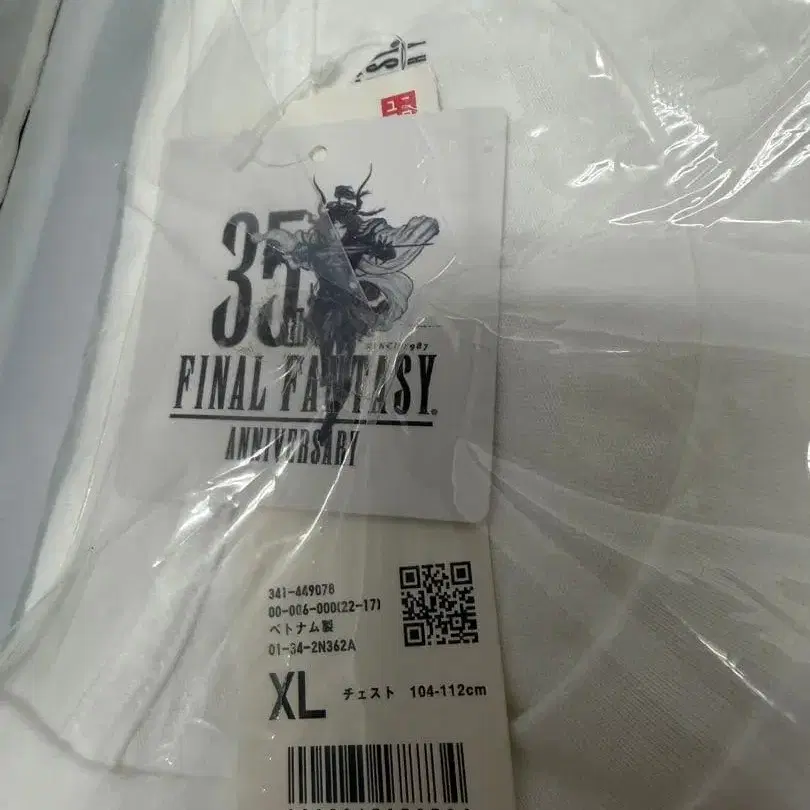 35th
SINCE 1987
FINAL FANTASY®
ANNIVERSARY
341-449078
00-006-000(22-17)
ベトナム製
01-34-2N362A
XL チェスト 104-112cm